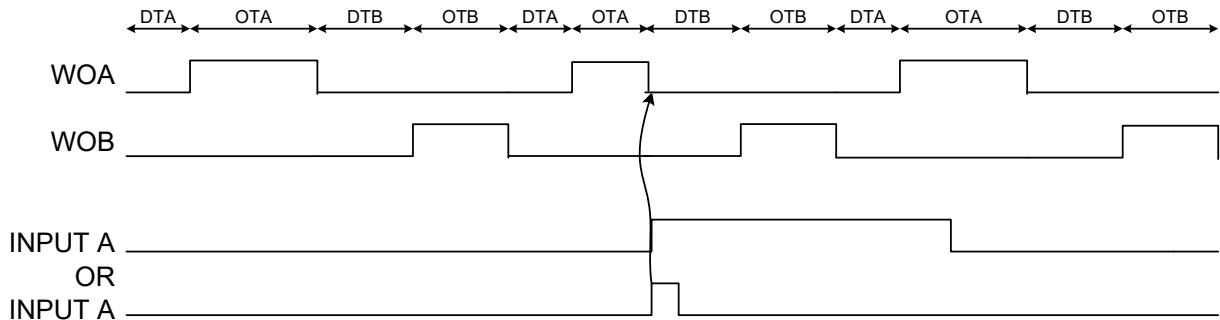 DTA OTA DTB OTB DTA OTA DTB OTB DTA OTA DTB OTB
WOA
WOB
INPUT A
OR
INPUT A